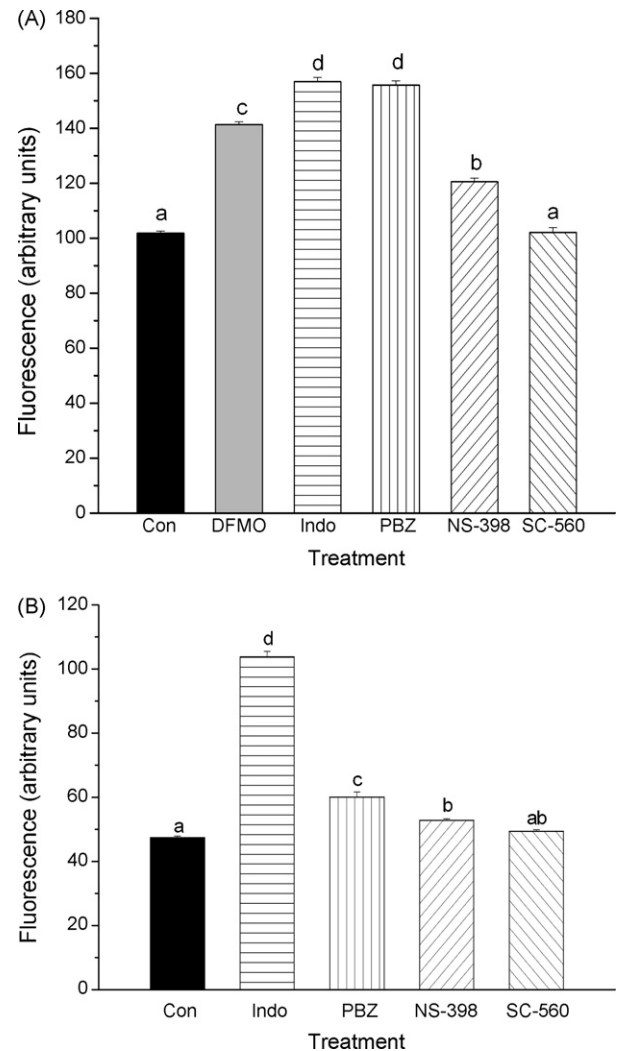 (A)
180
160
140
120
100
80
60
40
20
0
Fluorescence (arbitrary units)
a
c
d
d
b
a
Con DFMO Indo PBZ NS-398 SC-560
Treatment
(B)
120
100
80
60
40
20
0
Fluorescence (arbitrary units)
a
d
c
b
ab
Con Indo PBZ NS-398 SC-560
Treatment